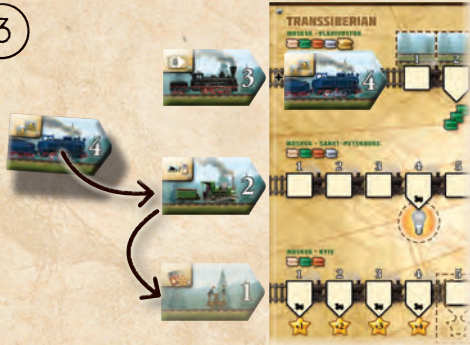 3
TRANSSIBERIAN
MOSKVA - VLADIVOSTOK
3
4
1 2
4
MOSKVA - SANKT-PETERBURG
2
1 2 3 4 5
MOSKVA - KYIV
1
1 2 3 4 5